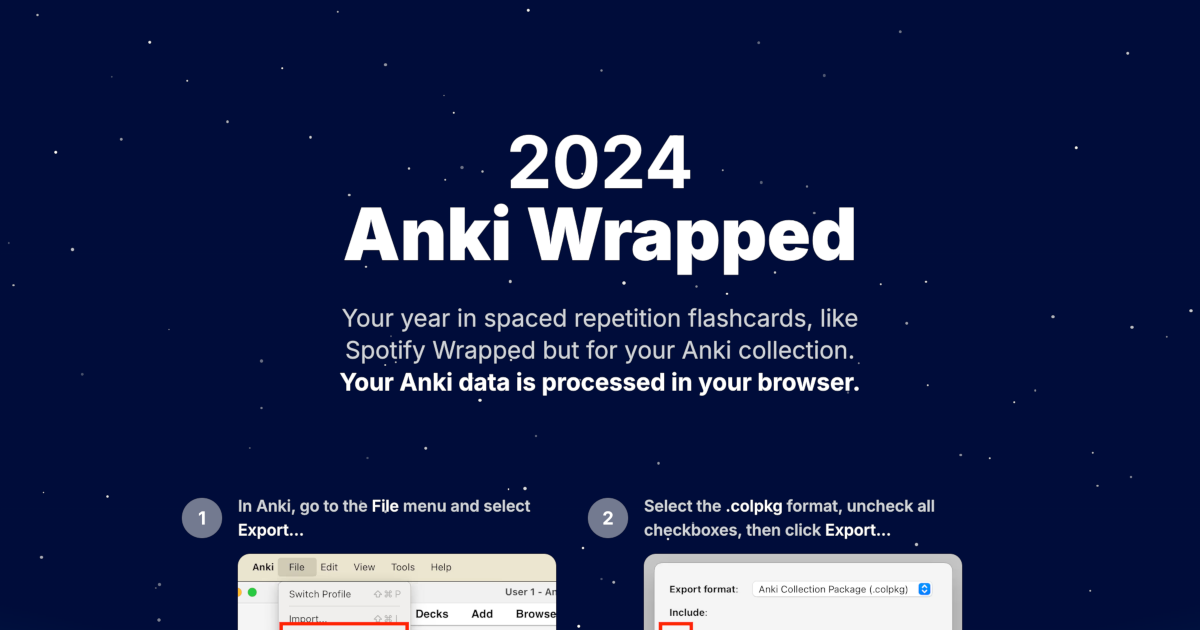 2024
Anki Wrapped
Your year in spaced repetition flashcards, like
Spotify Wrapped but for your Anki collection.
Your Anki data is processed in your browser.
1
In Anki, go to the File menu and select
Export...
Anki File Edit View Tools Help
User 1 - An
Switch Profile ⇧⌘P
Import... ⇧⌘I
Decks Add Browse
2
Select the .colpkg format, uncheck all
checkboxes, then click Export...
Export format: Anki Collection Package (.colpkg)
Include: